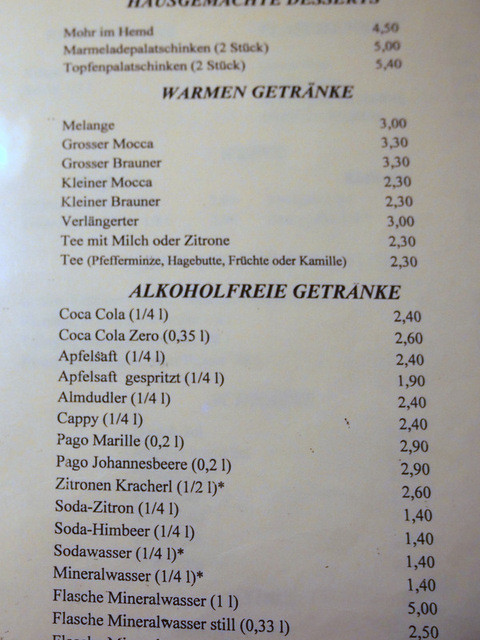 HAUSGEMACHTE DESSERTS
Mohr im Hemd 4,50
Marmeladepalatschinken (2 Stück) 5,00
Topfenpalatschinken (2 Stück) 5,40
WARMEN GETRÄNKE
Melange 3,00
Grosser Mocca 3,30
Grosser Brauner 3,30
Kleiner Mocca 2,30
Kleiner Brauner 2,30
Verlängerter 3,00
Tee mit Milch oder Zitrone 2,30
Tee (Pfefferminze, Hagebutte, Früchte oder Kamille) 2,30
ALKOHOLFREIE GETRÄNKE
Coca Cola (1/4 l) 2,40
Coca Cola Zero (0,35 l) 2,60
Apfelsaft (1/4 l) 2,40
Apfelsaft gespritzt (1/4 l) 1,90
Almdudler (1/4 l) 2,40
Cappy (1/4 l) 2,40
Pago Marille (0,2 l) 2,90
Pago Johannesbeere (0,2 l) 2,90
Zitronen Kracherl (1/2 l)* 2,60
Soda-Zitron (1/4 l) 1,40
Soda-Himbeer (1/4 l) 1,40
Sodawasser (1/4 l)* 1,40
Mineralwasser (1/4 l)* 1,40
Flasche Mineralwasser (1 l) 5,00
Flasche Mineralwasser still (0,33 l) 2,50